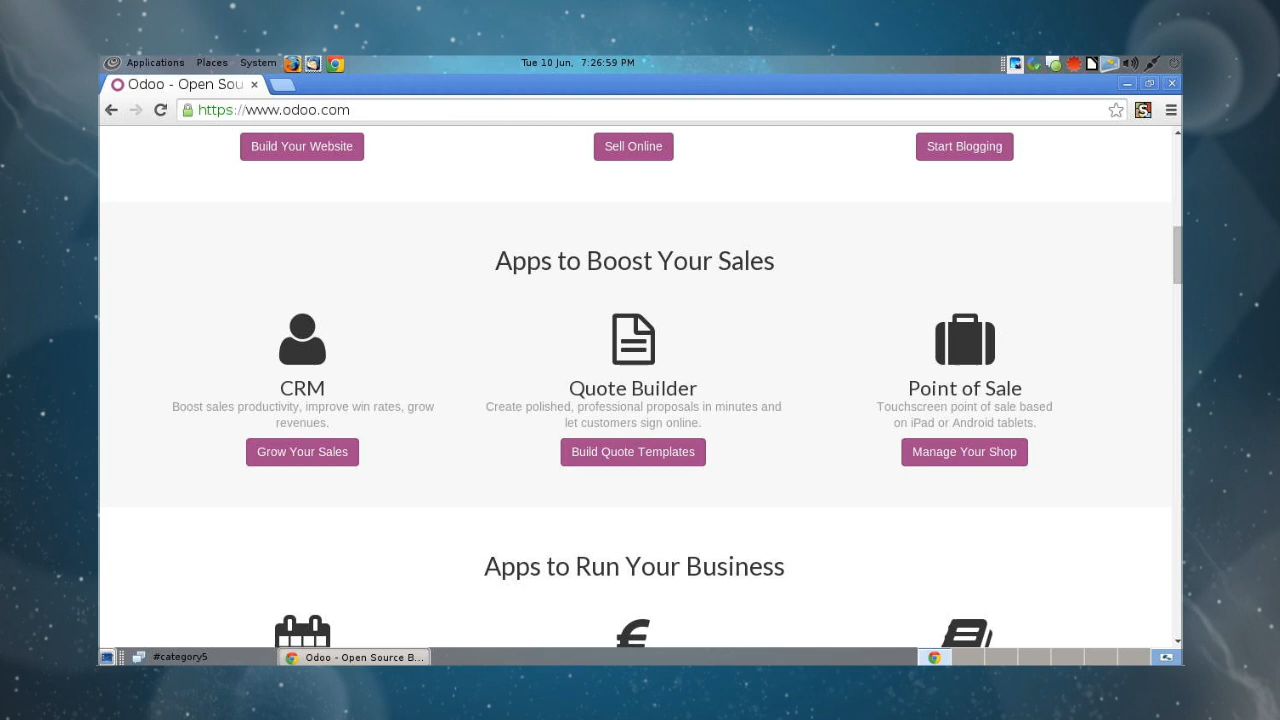 Applications Places System
Tue 10 Jun, 7:26:59 PM
Odoo - Open Sou
https://www.odoo.com
Build Your Website
Sell Online
Start Blogging
Apps to Boost Your Sales
CRM
Boost sales productivity, improve win rates, grow
revenues.
Grow Your Sales
Quote Builder
Create polished, professional proposals in minutes and
let customers sign online.
Build Quote Templates
Point of Sale
Touchscreen point of sale based
on iPad or Android tablets.
Manage Your Shop
Apps to Run Your Business
#category5
Odoo - Open Source B...